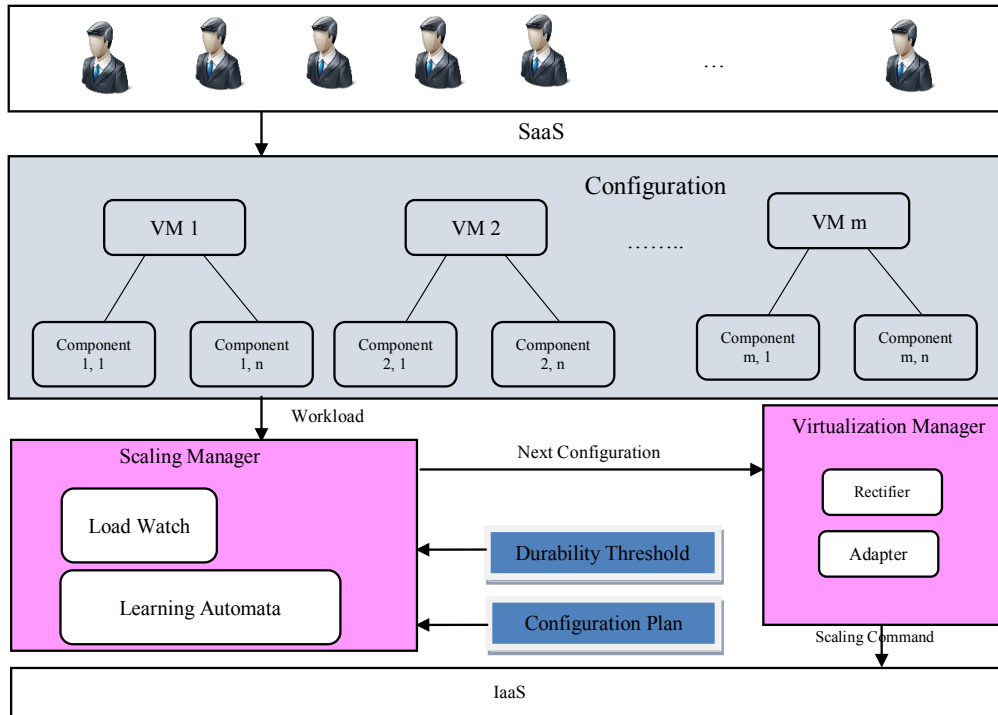 …
SaaS
Configuration
VM 1
VM 2
……..
VM m
Component
1, 1
Component
1, n
Component
2, 1
Component
2, n
Component
m, 1
Component
m, n
Workload
Scaling Manager
Load Watch
Learning Automata
Next Configuration
Durability Threshold
Configuration Plan
Virtualization Manager
Rectifier
Adapter
Scaling Command
IaaS